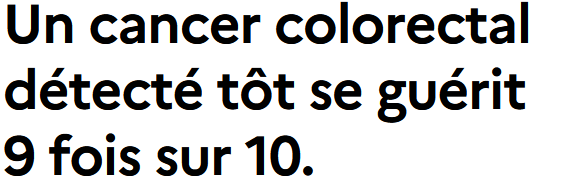 Un cancer colorectal
détecté tôt se guérit
9 fois sur 10.